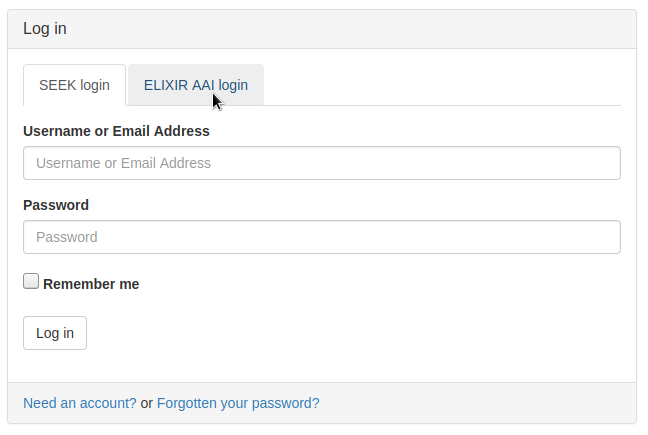 Log in
SEEK login ELIXIR AAI login
Username or Email Address
Username or Email Address
Password
Password
Remember me
Log in
Need an account? or Forgotten your password?